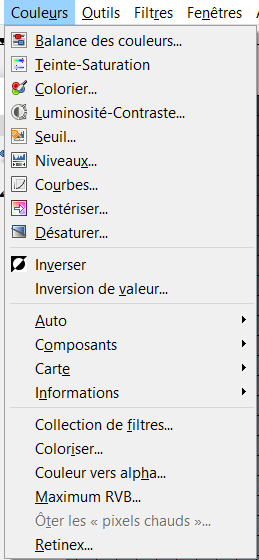 Couleurs Outils Filtres Fenêtres
Balance des couleurs...
Teinte-Saturation
Colorier...
Luminosité-Contraste...
Seuil...
Niveaux...
Courbes...
Postériser...
Désaturer...
Inverser
Inversion de valeur...
Auto
Composants
Carte
Informations
Collection de filtres...
Coloriser...
Couleur vers alpha...
Maximum RVB...
Ôter les « pixels chauds »...
Retinex...